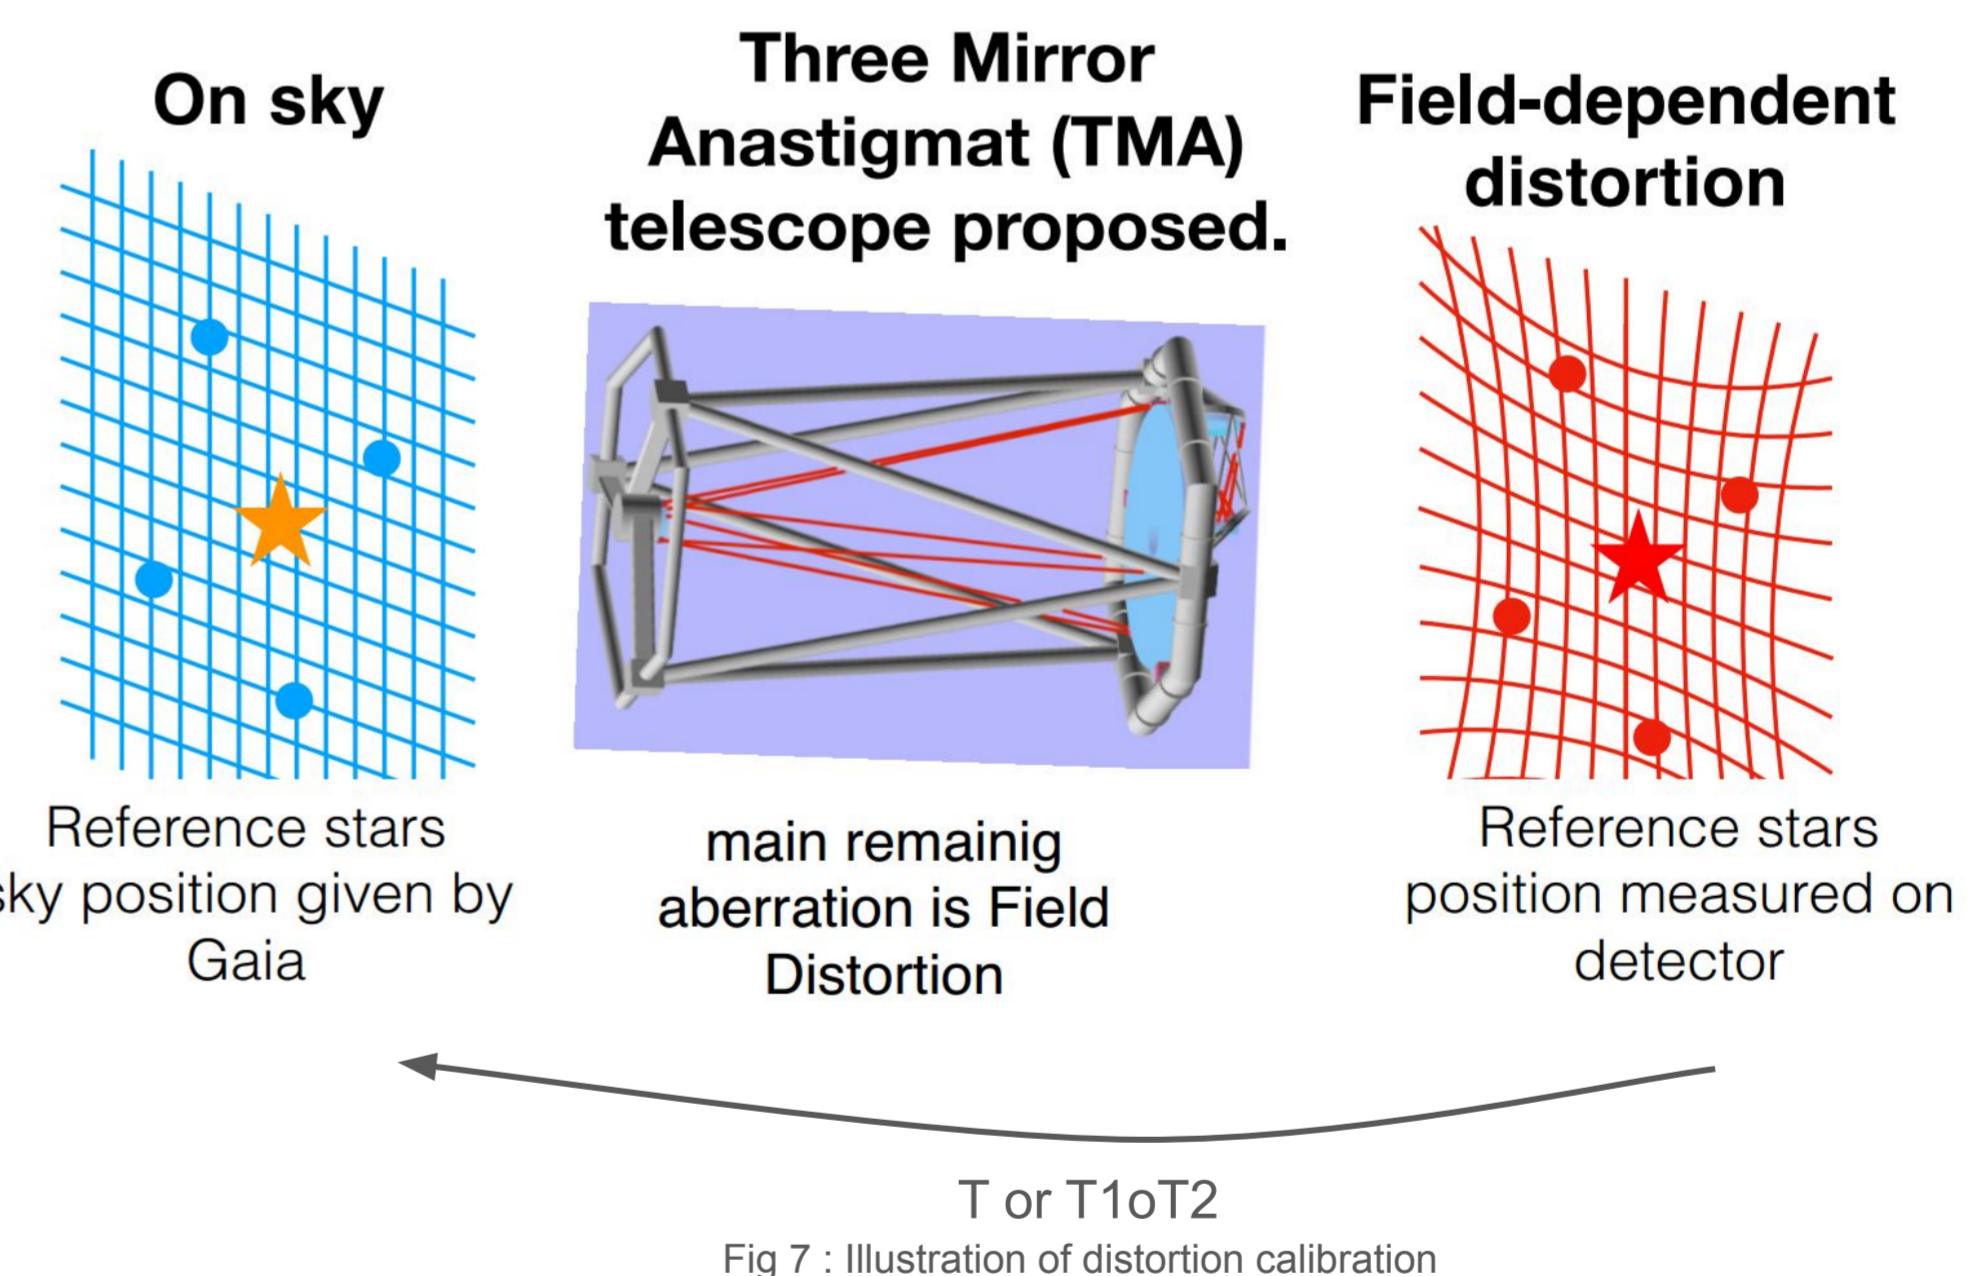 On sky
Three Mirror
Anastigmat (TMA)
telescope proposed.
Field-dependent
distortion
Reference stars
sky position given by
Gaia
main remainig
aberration is Field
Distortion
Reference stars
position measured on
detector
T or T1oT2
Fig 7 : Illustration of distortion calibration